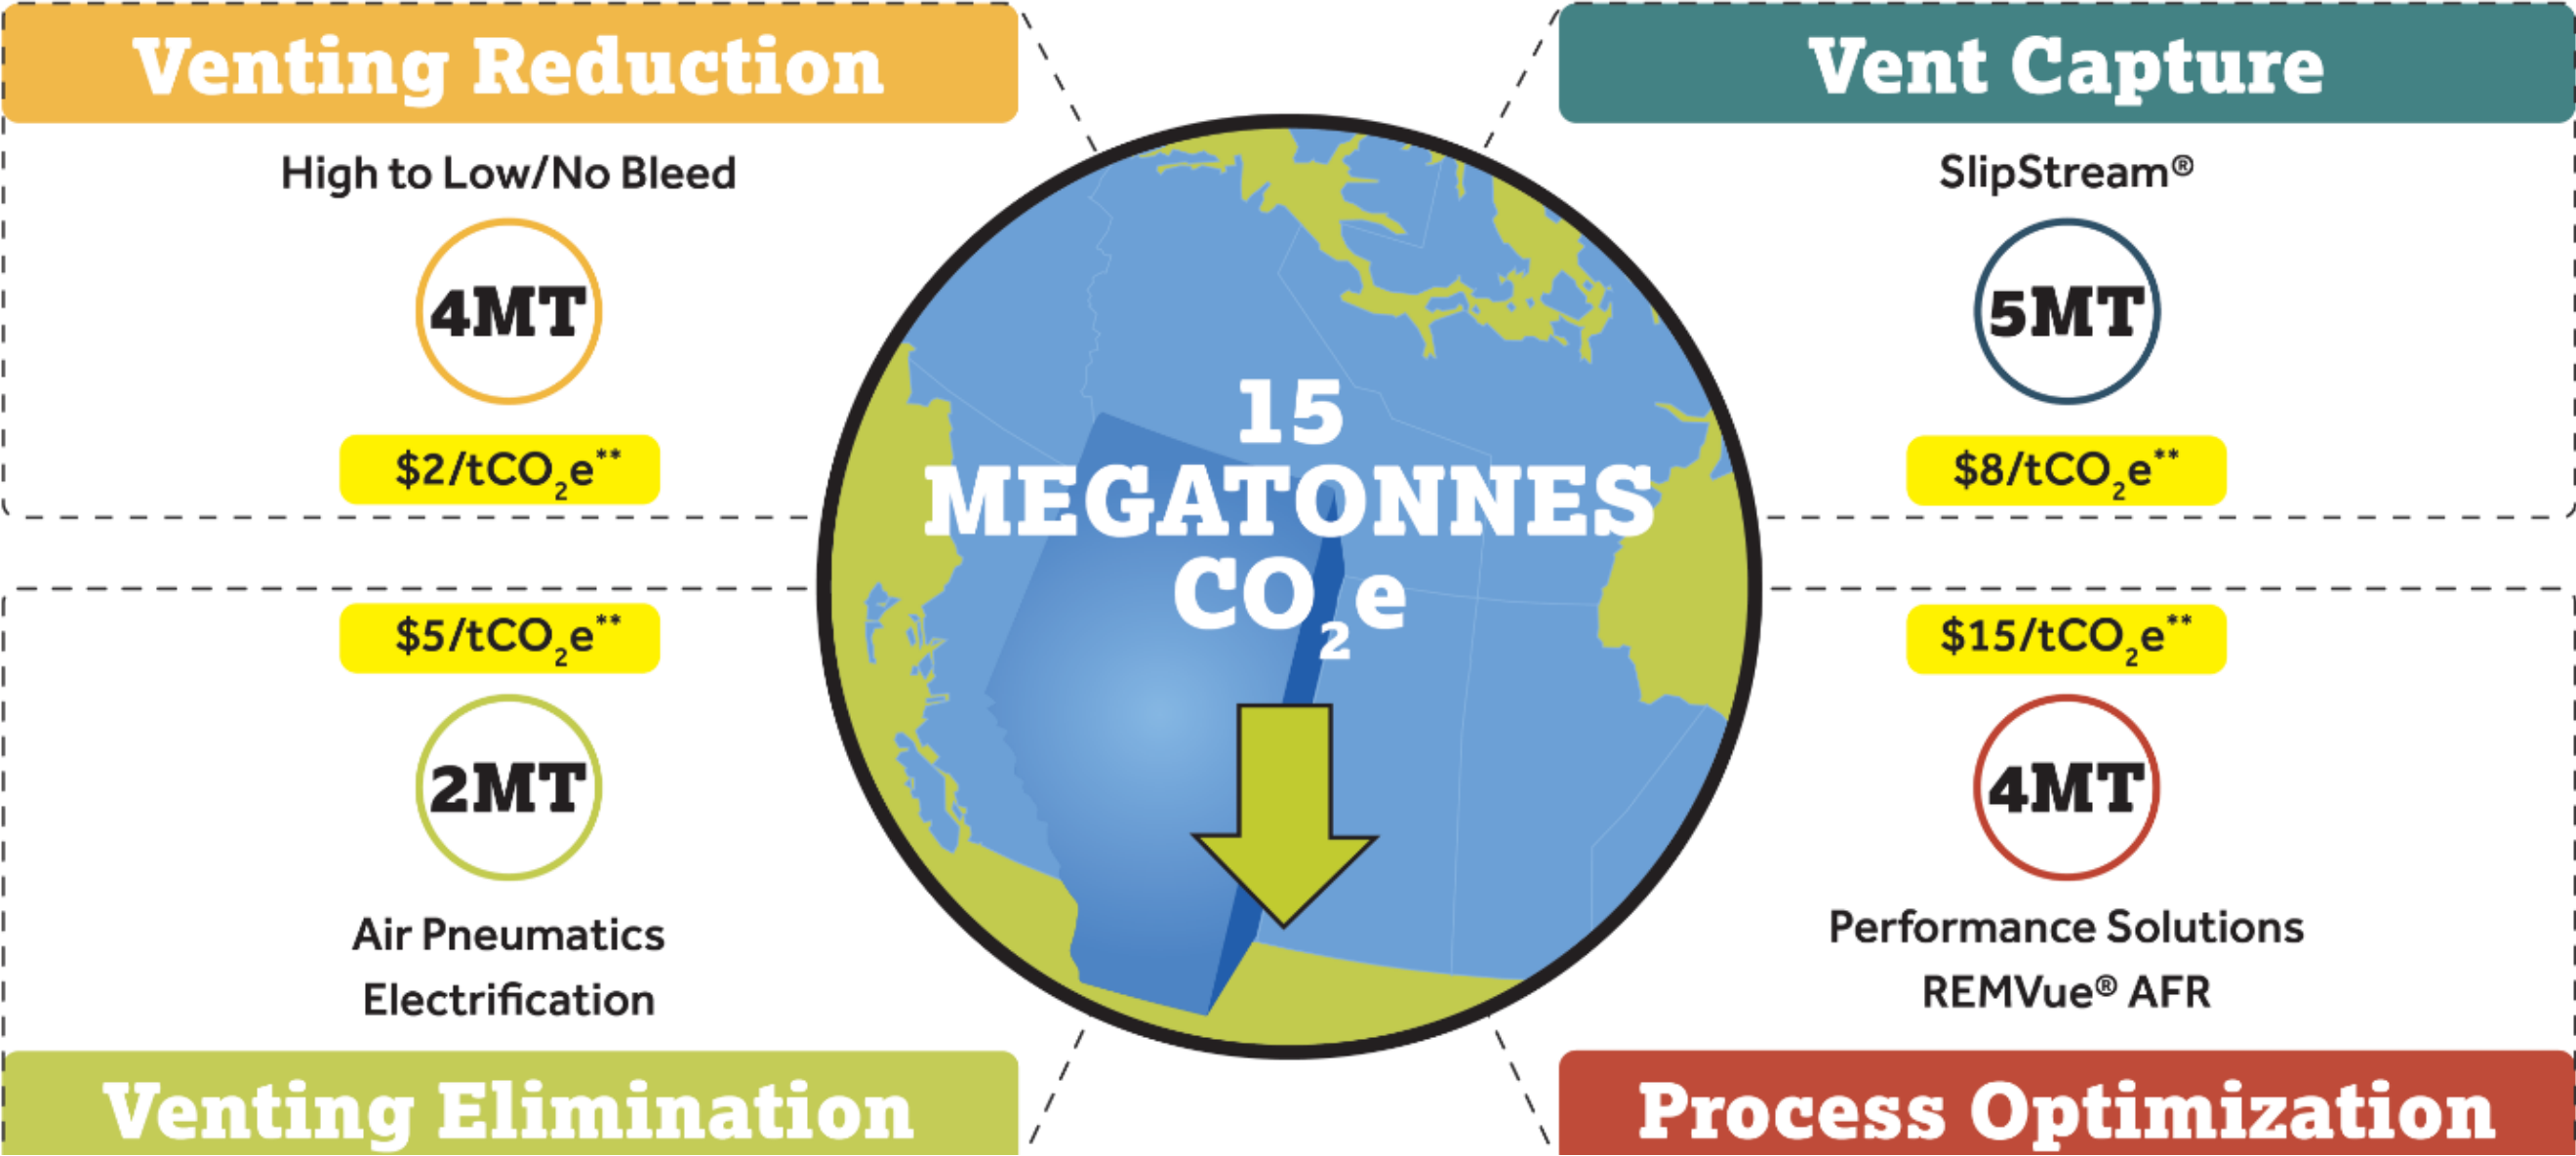 Venting Reduction
High to Low/No Bleed
4MT
$2/tCO₂e**
Vent Capture
SlipStream®
5MT
$8/tCO₂e**
15
MEGATONNES
CO₂e
$5/tCO₂e**
2MT
Air Pneumatics
Electrification
Venting Elimination
$15/tCO₂e**
4MT
Performance Solutions
REMVue® AFR
Process Optimization